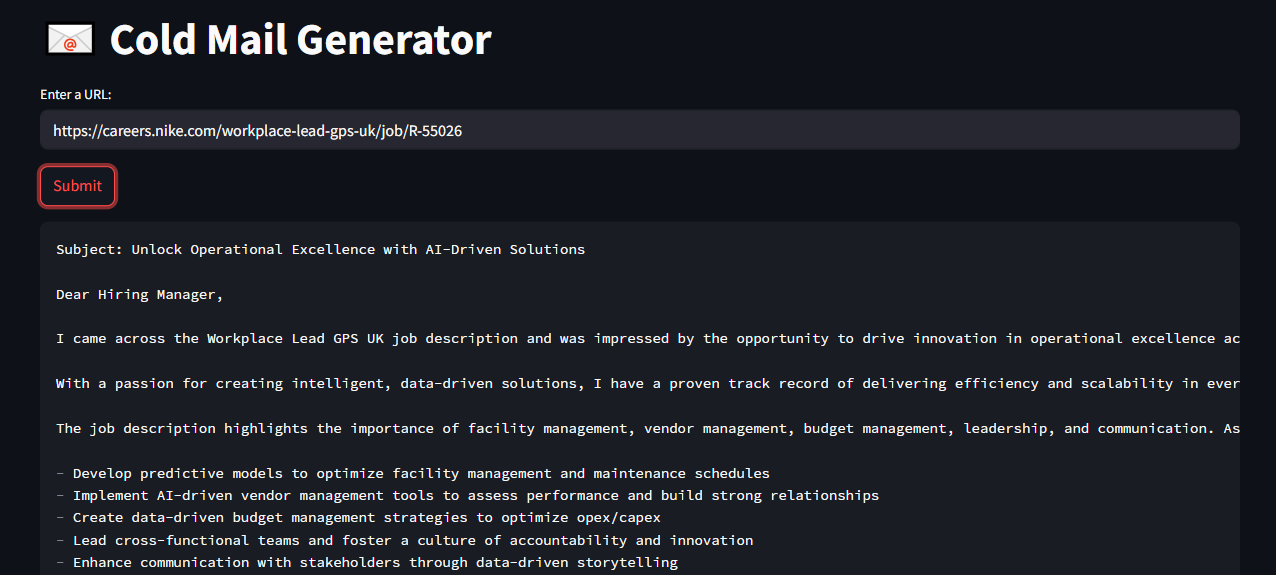 Cold Mail Generator
Enter a URL:
https://careers.nike.com/workplace-lead-gps-uk/job/R-55026
Submit
Subject: Unlock Operational Excellence with AI-Driven Solutions
Dear Hiring Manager,
I came across the Workplace Lead GPS UK job description and was impressed by the opportunity to drive innovation in operational excellence ac
With a passion for creating intelligent, data-driven solutions, I have a proven track record of delivering efficiency and scalability in ever
The job description highlights the importance of facility management, vendor management, budget management, leadership, and communication. As
- Develop predictive models to optimize facility management and maintenance schedules
- Implement AI-driven vendor management tools to assess performance and build strong relationships
- Create data-driven budget management strategies to optimize opex/capex
- Lead cross-functional teams and foster a culture of accountability and innovation
- Enhance communication with stakeholders through data-driven storytelling